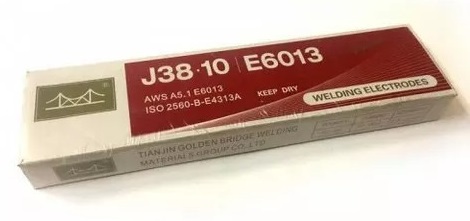 J38·10 E6013
AWS A5.1 E6013
ISO 2560-B-E4313A
KEEP DRY
WELDING ELECTRODES
TIANJIN GOLDEN BRIDGE WELDING
MATERIALS GROUP CO.,LTD